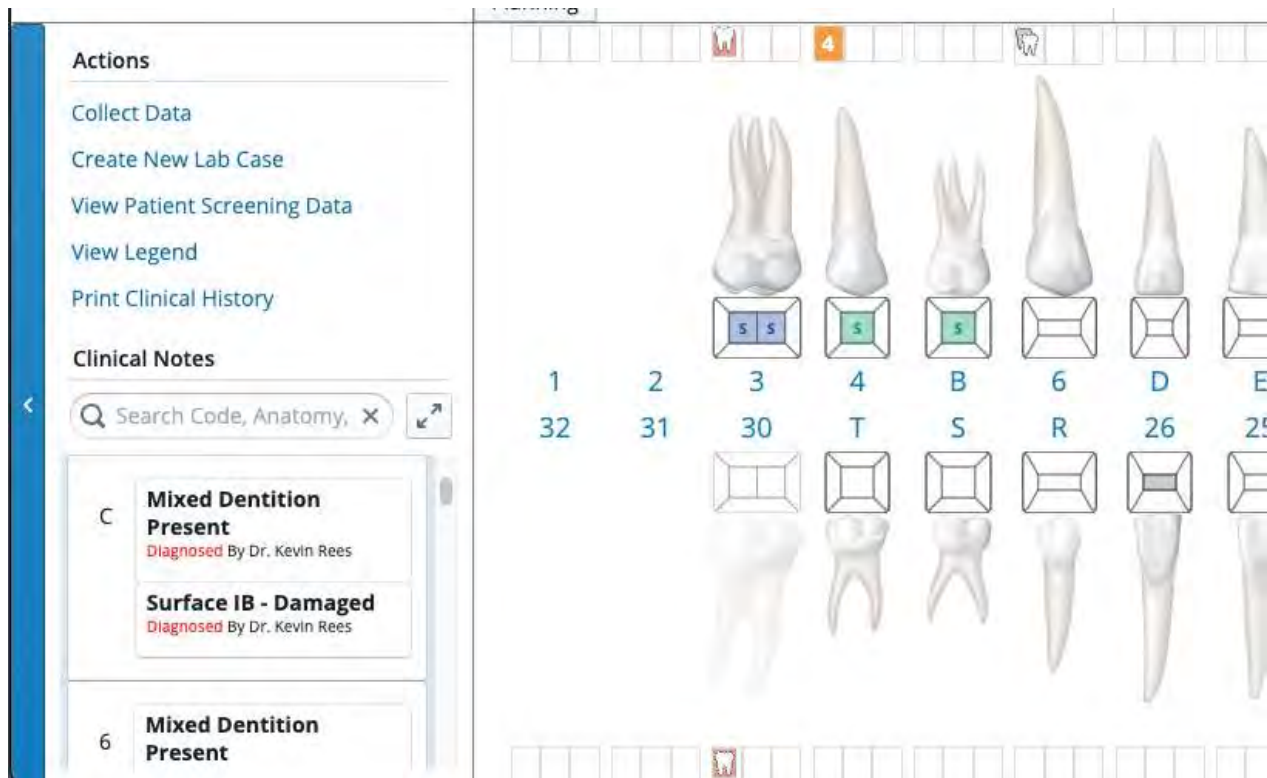 Planning
Actions
Collect Data
Create New Lab Case
View Patient Screening Data
View Legend
Print Clinical History
Clinical Notes
Search Code, Anatomy,
C
Mixed Dentition
Present
Diagnosed By Dr. Kevin Rees
Surface IB - Damaged
Diagnosed By Dr. Kevin Rees
6
Mixed Dentition
Present
4
S S S S
1 2 3 4 B 6 D E
32 31 30 T S R 26 25